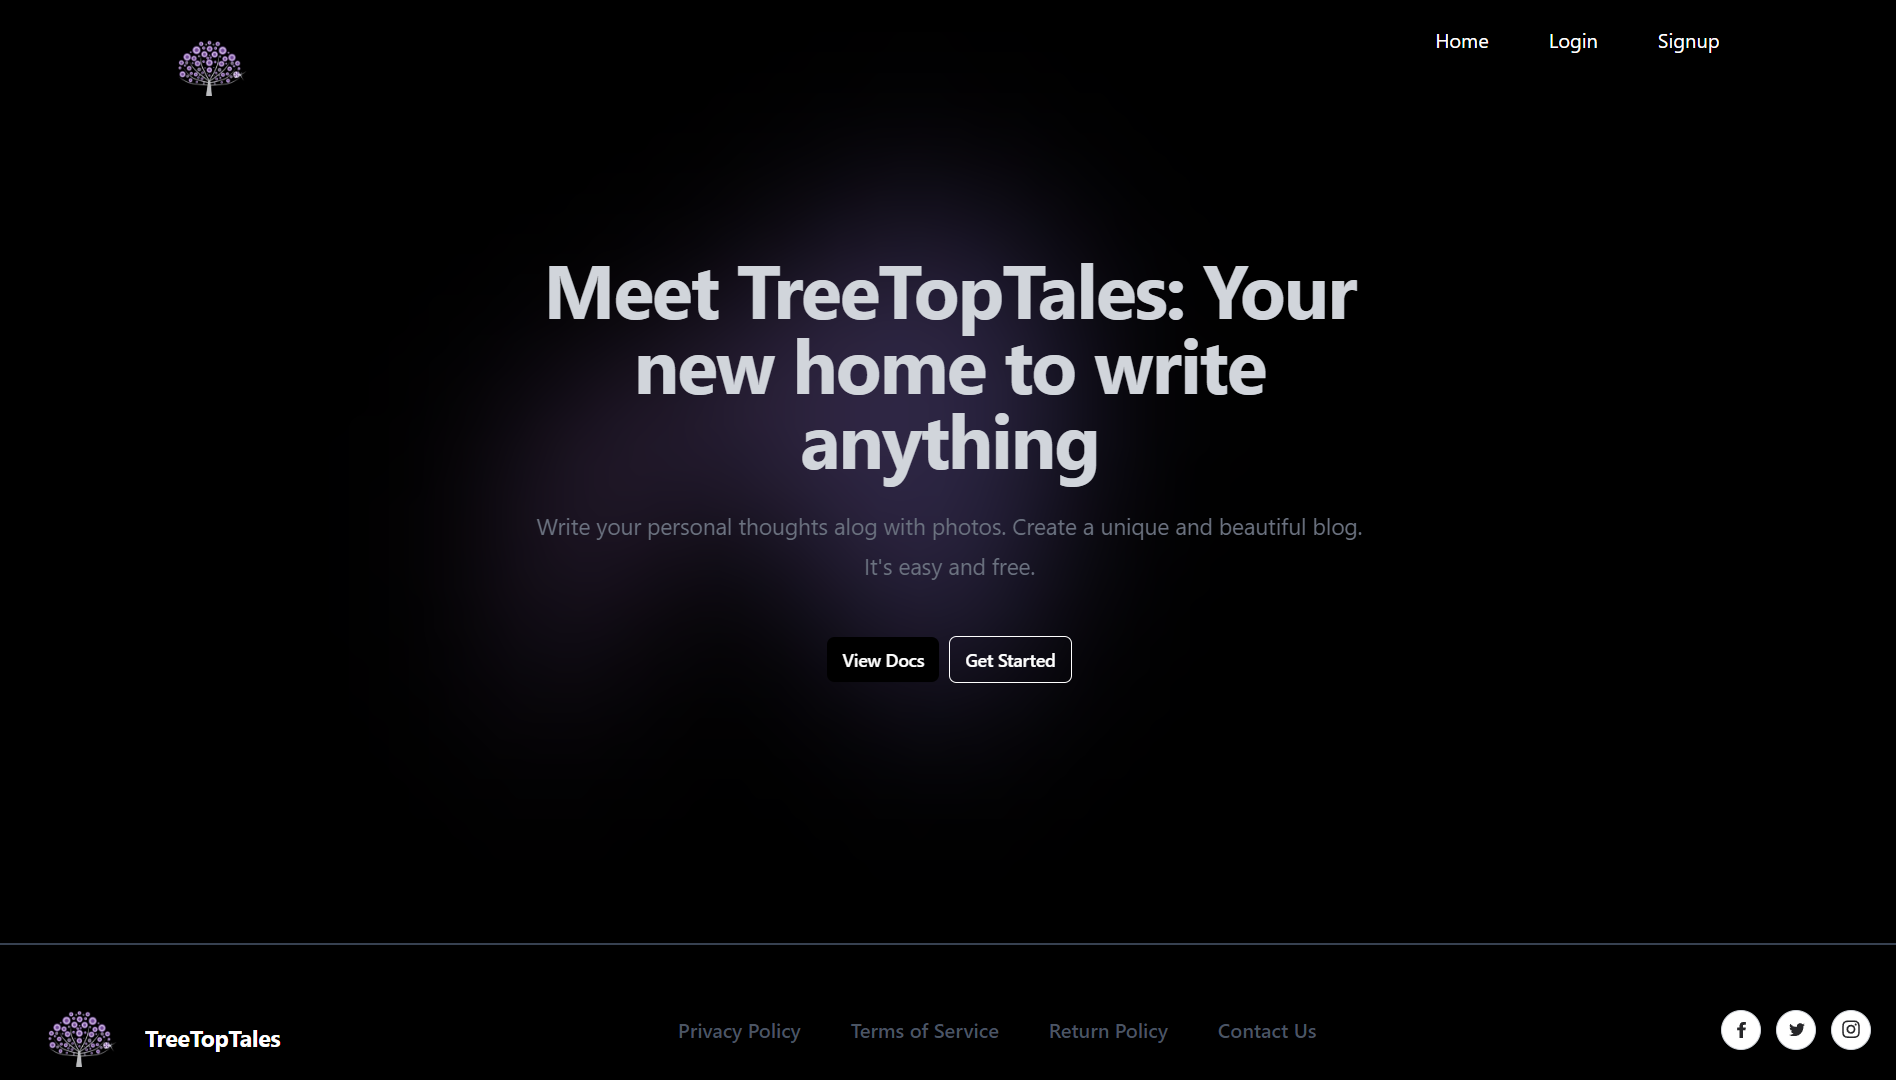 Home Login Signup
Meet TreeTopTales: Your
new home to write
anything
Write your personal thoughts alog with photos. Create a unique and beautiful blog.
It's easy and free.
View Docs Get Started
TreeTopTales Privacy Policy Terms of Service Return Policy Contact Us